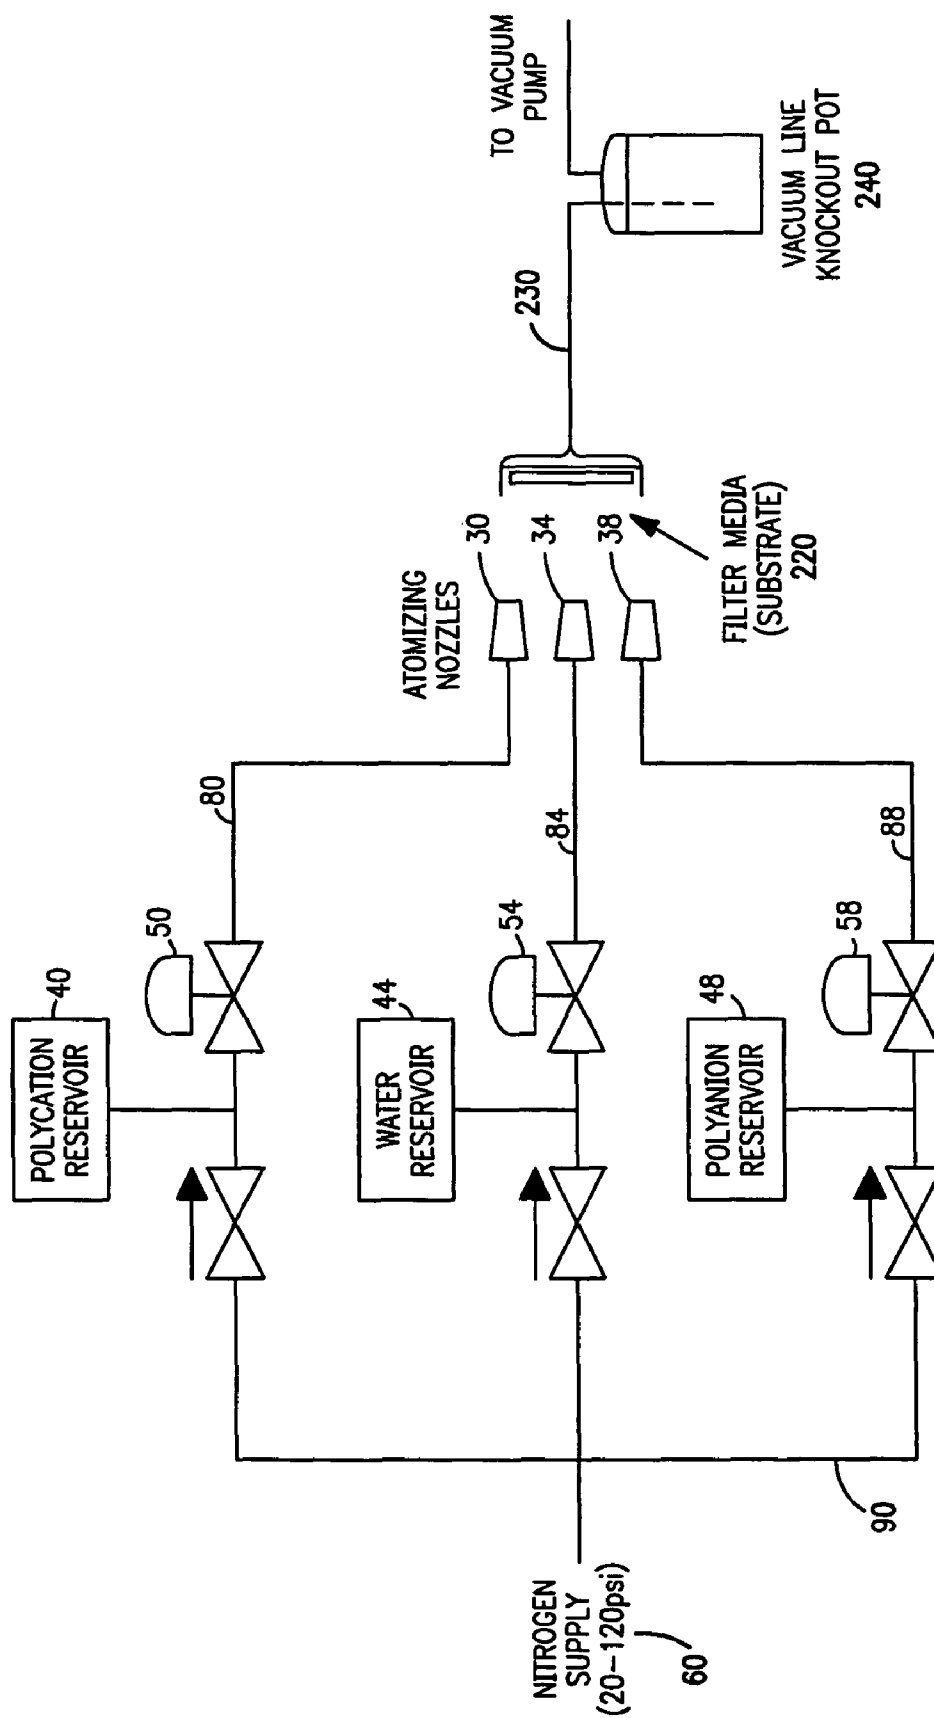 POLYCATION
RESERVOIR
40
50
80
ATOMIZING
NOZZLES
30
34
38
WATER
RESERVOIR
44
54
84
POLYANION
RESERVOIR
48
58
88
NITROGEN
SUPPLY
(20-120psi)
60
90
FILTER MEDIA
(SUBSTRATE)
220
230
TO VACUUM
PUMP
VACUUM LINE
KNOCKOUT POT
240